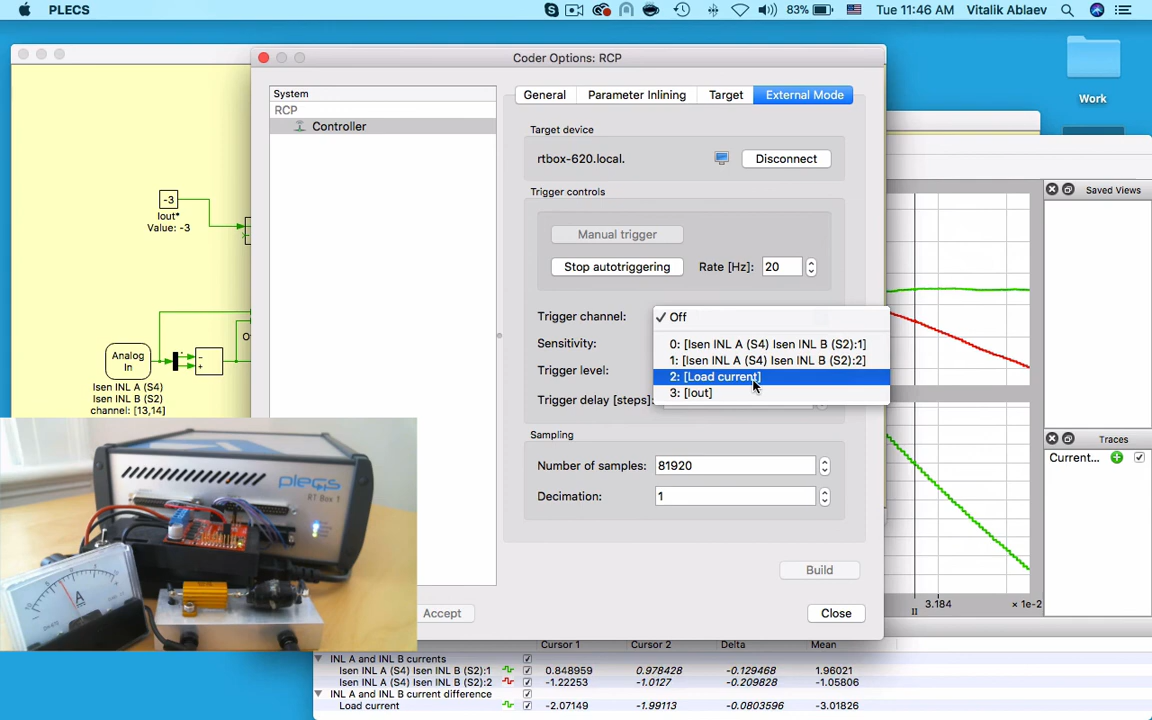 PLECS
83%
Tue 11:46 AM
Vitalik Ablaev
Work
Coder Options: RCP
System
RCP
Controller
General
Parameter Inlining
Target
External Mode
Target device
rtbox-620.local.
Disconnect
Trigger controls
Manual trigger
Stop autotriggering
Rate [Hz]:
20
Trigger channel:
Off
Sensitivity:
0: [Isen INL A (S4) Isen INL B (S2):1]
1: [Isen INL A (S4) Isen INL B (S2):2]
Trigger level:
2: [Load current]
3: [Iout]
Trigger delay [steps]:
Sampling
Number of samples:
81920
Decimation:
1
Build
Accept
Close
-3
Iout*
Value: -3
Analog
In
-
+
O
Isen INL A (S4)
Isen INL B (S2)
channel: [13,14]
plecs
RT Box 1
A
Saved Views
Traces
Current...
3.184
× 1e-2
Cursor 1
Cursor 2
Delta
Mean
INL A and INL B currents
Isen INL A (S4) Isen INL B (S2):1
0.848959
0.978428
-0.129468
1.96021
Isen INL A (S4) Isen INL B (S2):2
-1.22253
-1.0127
-0.209828
-1.05806
INL A and INL B current difference
Load current
-2.07149
-1.99113
-0.0803596
-3.01826